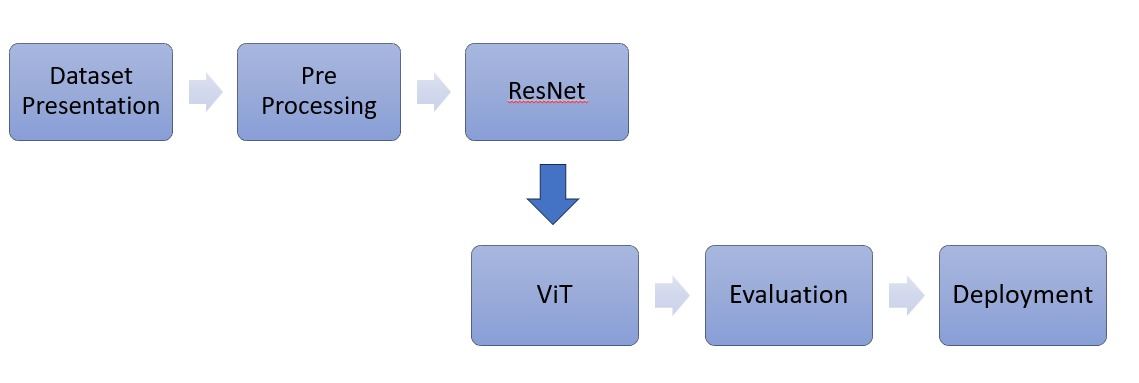 Dataset
Presentation
Pre
Processing
ResNet
ViT
Evaluation
Deployment